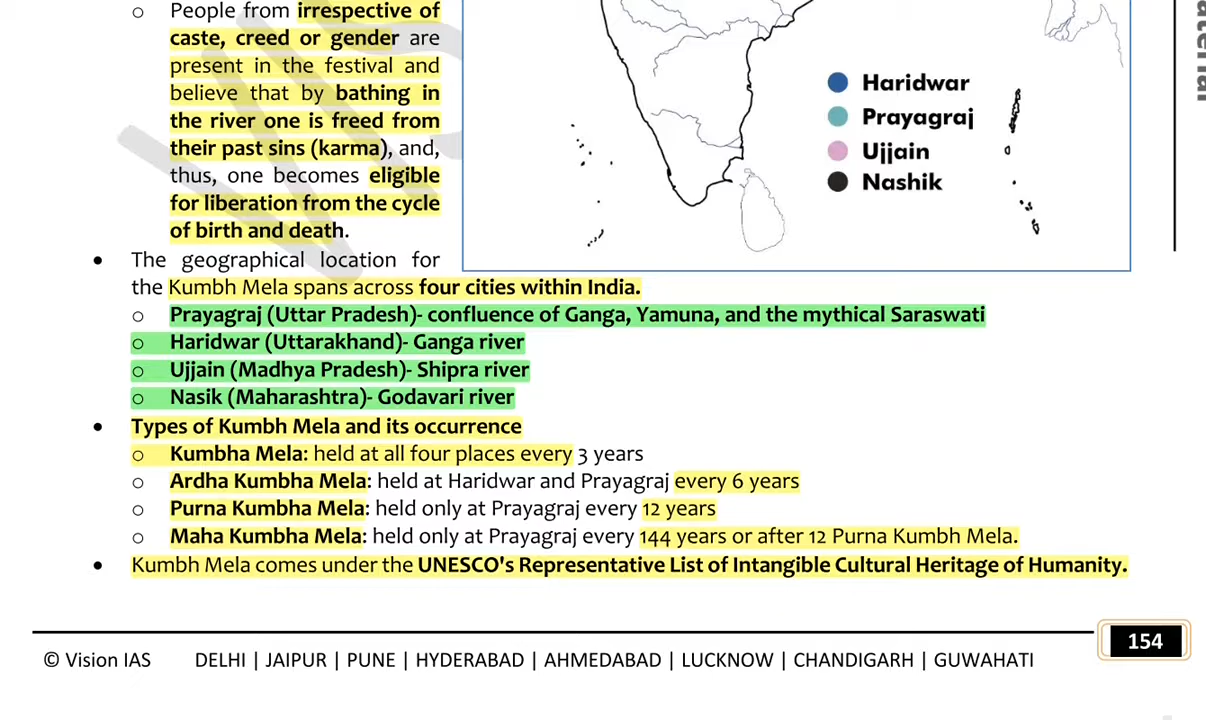 o People from irrespective of
caste, creed or gender are
present in the festival and
believe that by bathing in
the river one is freed from
their past sins (karma), and,
thus, one becomes eligible
for liberation from the cycle
of birth and death.
Haridwar
Prayagraj
Ujjain
Nashik
• The geographical location for
the Kumbh Mela spans across four cities within India.
o Prayagraj (Uttar Pradesh)- confluence of Ganga, Yamuna, and the mythical Saraswati
o Haridwar (Uttarakhand)- Ganga river
o Ujjain (Madhya Pradesh)- Shipra river
o Nasik (Maharashtra)- Godavari river
• Types of Kumbh Mela and its occurrence
o Kumbha Mela: held at all four places every 3 years
o Ardha Kumbha Mela: held at Haridwar and Prayagraj every 6 years
o Purna Kumbha Mela: held only at Prayagraj every 12 years
o Maha Kumbha Mela: held only at Prayagraj every 144 years or after 12 Purna Kumbh Mela.
• Kumbh Mela comes under the UNESCO's Representative List of Intangible Cultural Heritage of Humanity.
154
© Vision IAS DELHI | JAIPUR | PUNE | HYDERABAD | AHMEDABAD | LUCKNOW | CHANDIGARH | GUWAHATI